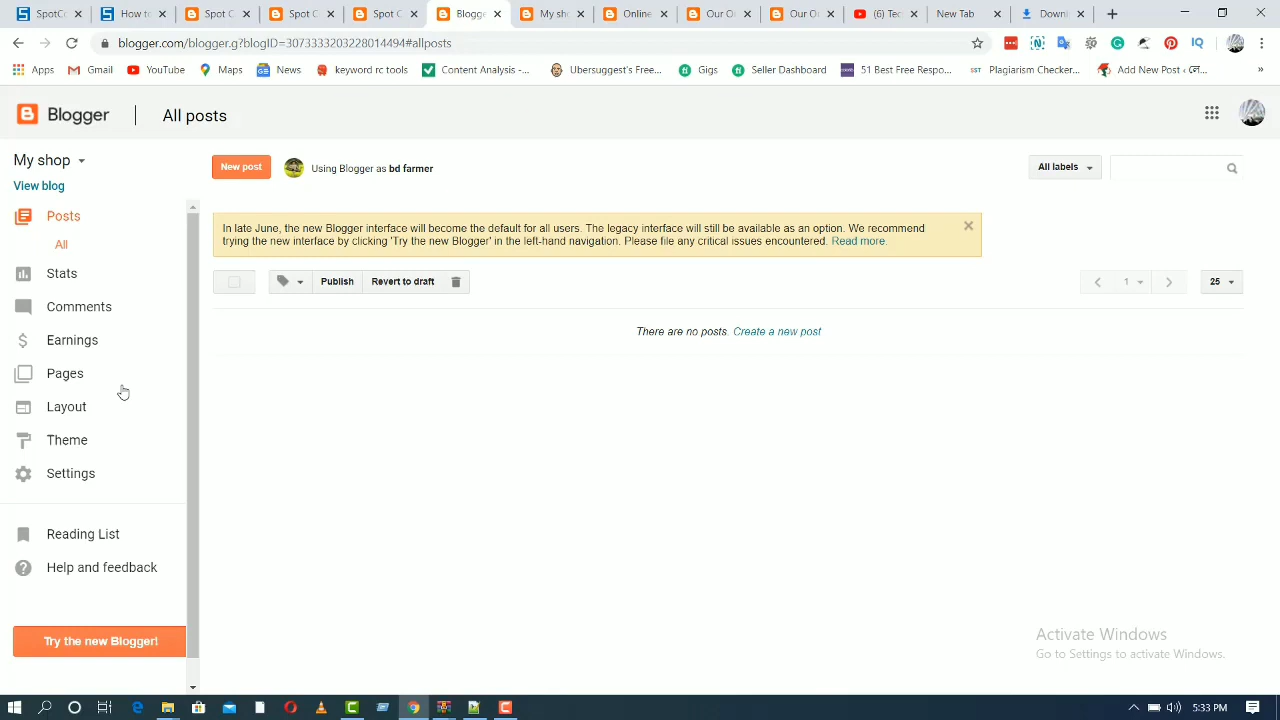 SpotC
How to
Spot C
Spot C
Spot C
Blogge
My sho
Online
Our O
Our O
(6) Tec
New Tab
Downl
blogger.com/blogger.g?blogID=3073333203228014494#allposts
Apps
Gmail
YouTube
Maps
News
keyword rc tools
Content Analysis -...
Ubersuggest's Free...
Gigs
Seller Dashboard
51 Best Free Respo...
Plagiarism Checker...
»
Blogger
All posts
My shop
View blog
New post
Using Blogger as bd farmer
All labels
Posts
All
Stats
Comments
Earnings
Pages
Layout
Theme
Settings
Reading List
Help and feedback
Try the new Blogger!
In late June, the new Blogger interface will become the default for all users. The legacy interface will still be available as an option. We recommend
trying the new interface by clicking 'Try the new Blogger' in the left-hand navigation. Please file any critical issues encountered. Read more.
Publish
Revert to draft
1
25
There are no posts. Create a new post
Activate Windows
Go to Settings to activate Windows.
5:33 PM